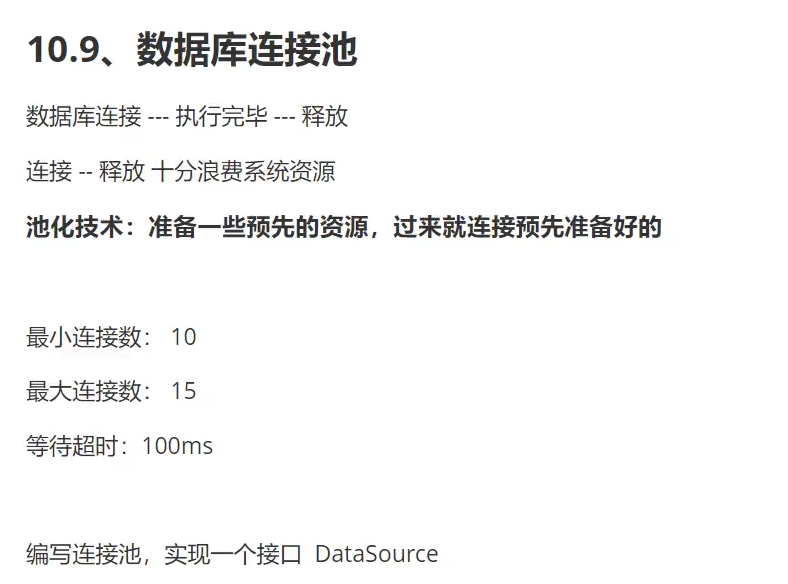 10.9、数据库连接池
数据库连接 --- 执行完毕 --- 释放
连接 -- 释放 十分浪费系统资源
池化技术：准备一些预先的资源，过来就连接预先准备好的
最小连接数： 10
最大连接数： 15
等待超时：100ms
编写连接池，实现一个接口 DataSource